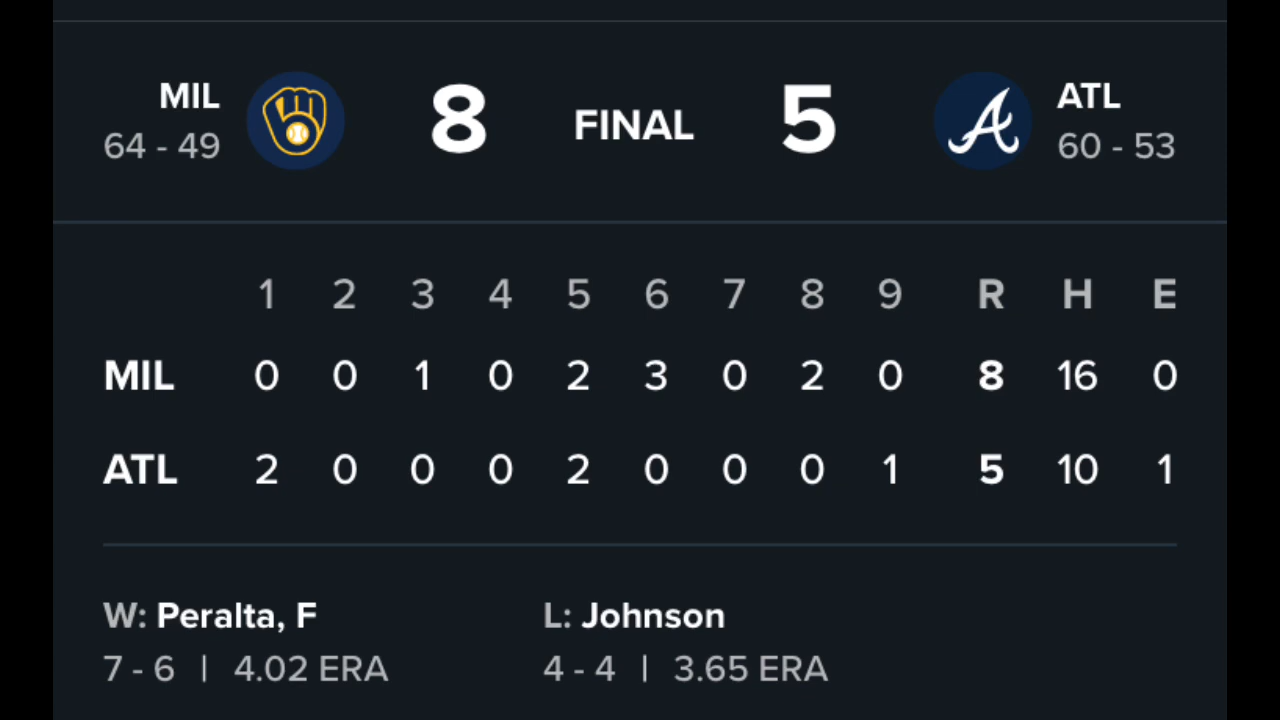 MIL 8 FINAL 5 ATL
64 - 49 60 - 53
1 2 3 4 5 6 7 8 9 R H E
MIL 0 0 1 0 2 3 0 2 0 8 16 0
ATL 2 0 0 0 2 0 0 0 1 5 10 1
W: Peralta, F L: Johnson
7 - 6 | 4.02 ERA 4 - 4 | 3.65 ERA